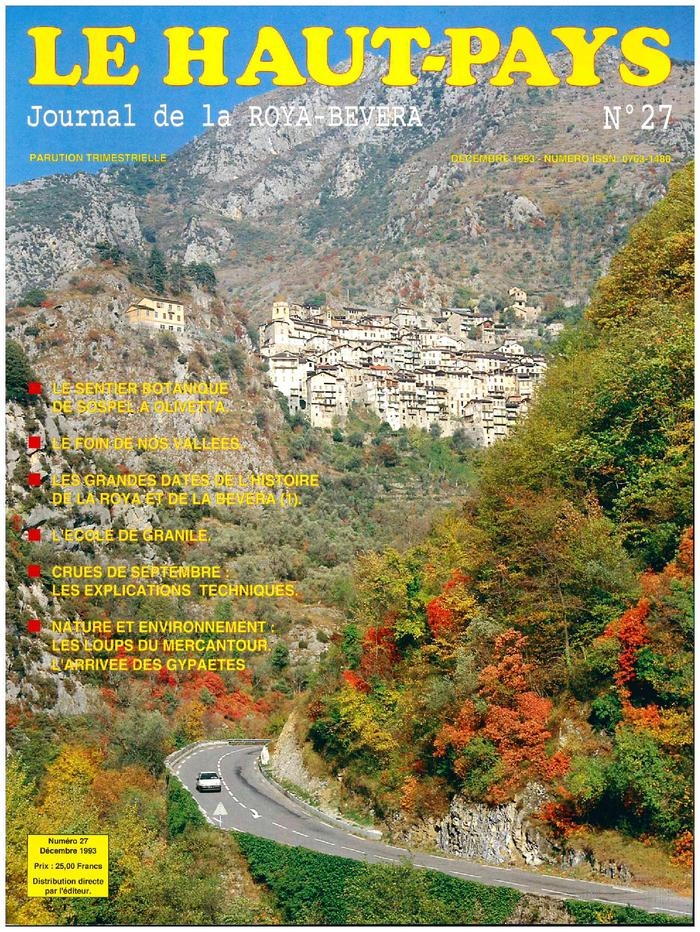 LE HAUT-PAYS
Journal de la ROYA-BEVERA N°27
PARUTION TRIMESTRIELLE DECEMBRE 1993 - NUMERO ISSN: 0763-1480
LE SENTIER BOTANIQUE
DE SOSPEL A OLIVETTA.
LE FOIN DE NOS VALLEES.
LES GRANDES DATES DE L'HISTOIRE
DE LA ROYA ET DE LA BEVERA (1).
L'ECOLE DE GRANILE.
CRUES DE SEPTEMBRE :
LES EXPLICATIONS TECHNIQUES.
NATURE ET ENVIRONNEMENT :
LES LOUPS DU MERCANTOUR.
L'ARRIVEE DES GYPAETES
Numéro 27
Décembre 1993
Prix : 25,00 Francs
Distribution directe
par l'éditeur.